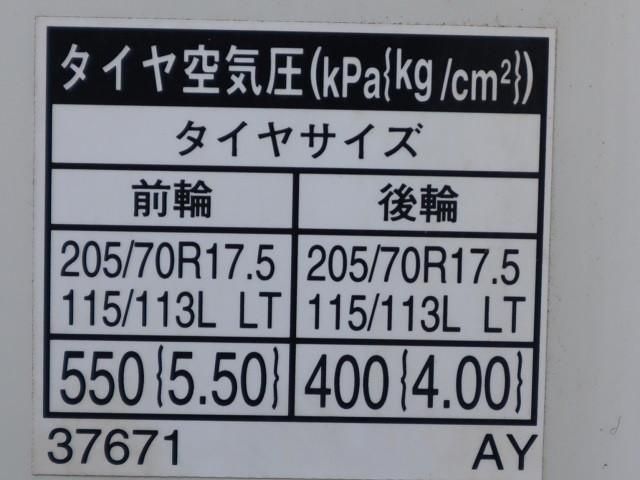 タイヤ空気圧(kPa{kg/cm²})
タイヤサイズ
前輪 後輪
205/70R17.5 205/70R17.5
115/113L LT 115/113L LT
550{5.50} 400{4.00}
37671 AY